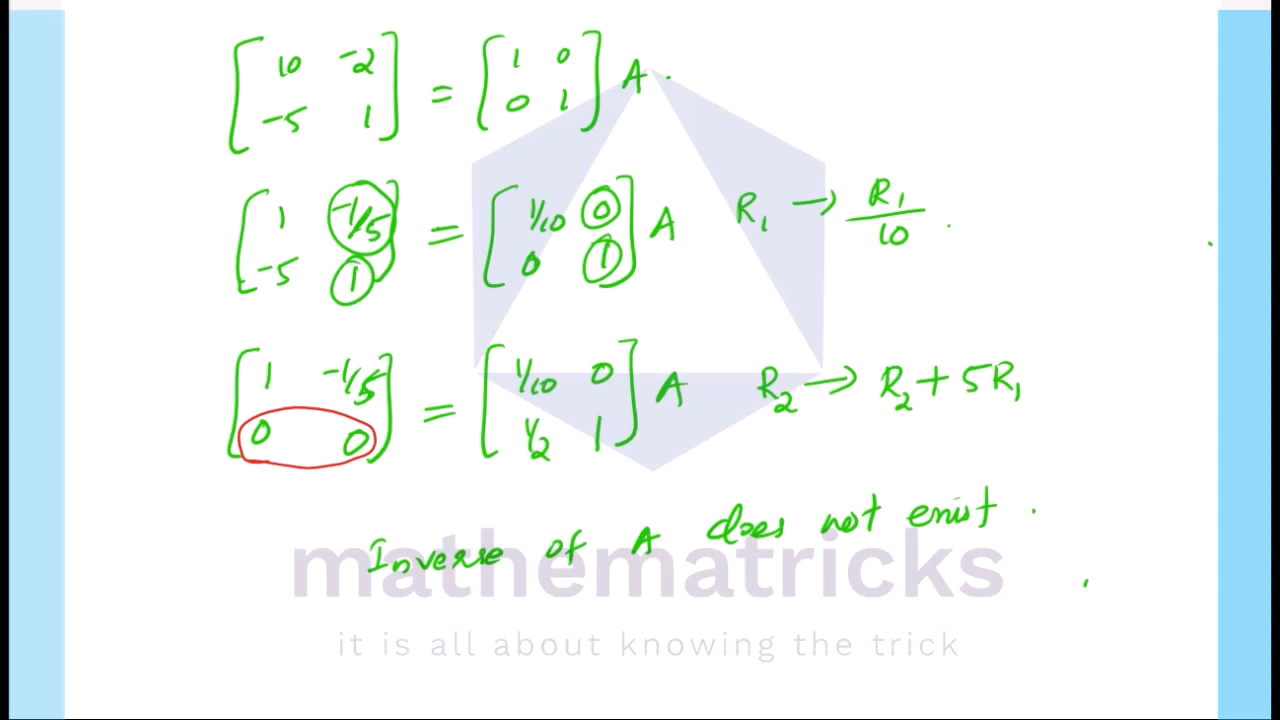 [10 -2 -5 1] = [1 0 0 1] A.
[1 -1/5 -5 1] = [1/10 0 0 1] A R₁ → R₁/10.
[1 -1/5 0 0] = [1/10 0 1/2 1] A R₂ → R₂ + 5R₁
Inverse of A does not exist.
mathematricks
it is all about knowing the trick